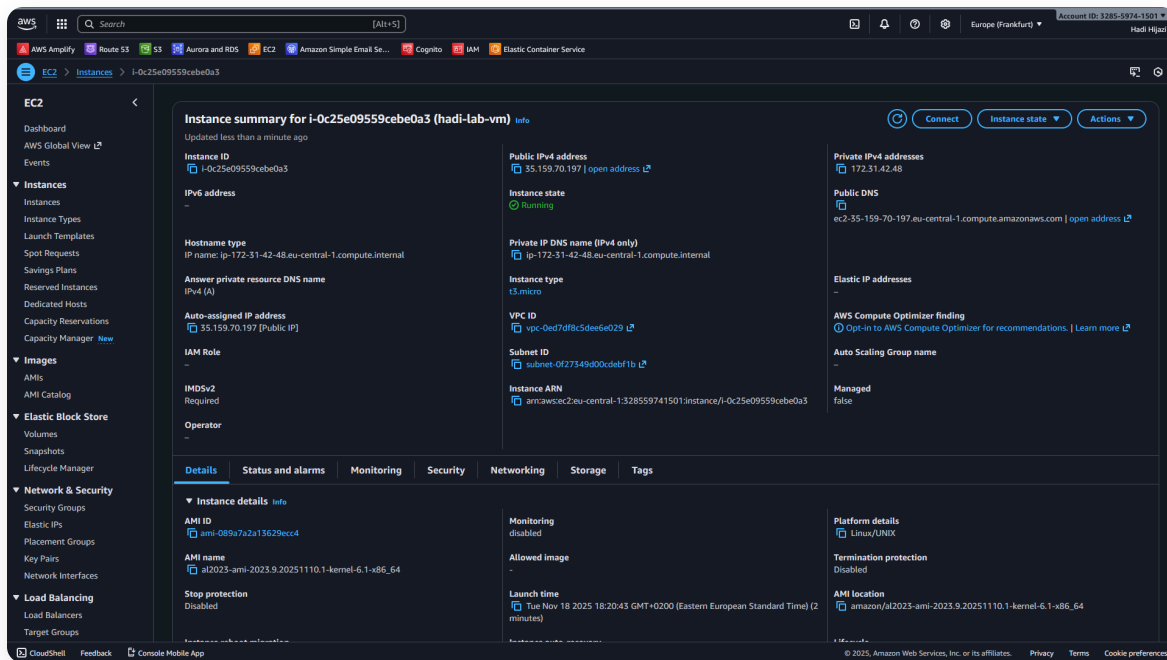 aws
Search [Alt+S]
Europe (Frankfurt) ▼
Account ID: 3285-5974-1501 ▼
Hadi Hijazi
AWS Amplify Route 53 S3 Aurora and RDS EC2 Amazon Simple Email Se... Cognito IAM Elastic Container Service
EC2 > Instances > i-0c25e09559cebe0a3
EC2
Dashboard
AWS Global View
Events
▼ Instances
Instances
Instance Types
Launch Templates
Spot Requests
Savings Plans
Reserved Instances
Dedicated Hosts
Capacity Reservations
Capacity Manager New
▼ Images
AMIs
AMI Catalog
▼ Elastic Block Store
Volumes
Snapshots
Lifecycle Manager
▼ Network & Security
Security Groups
Elastic IPs
Placement Groups
Key Pairs
Network Interfaces
▼ Load Balancing
Load Balancers
Target Groups
Instance summary for i-0c25e09559cebe0a3 (hadi-lab-vm) Info
Connect Instance state ▼ Actions ▼
Updated less than a minute ago
Instance ID
i-0c25e09559cebe0a3
Public IPv4 address
35.159.70.197 | open address
Private IPv4 addresses
172.31.42.48
IPv6 address
–
Instance state
Running
Public DNS
ec2-35-159-70-197.eu-central-1.compute.amazonaws.com | open address
Hostname type
IP name: ip-172-31-42-48.eu-central-1.compute.internal
Private IP DNS name (IPv4 only)
ip-172-31-42-48.eu-central-1.compute.internal
Answer private resource DNS name
IPv4 (A)
Instance type
t3.micro
Elastic IP addresses
–
Auto-assigned IP address
35.159.70.197 [Public IP]
VPC ID
vpc-0ed7df8c5dee6e029
AWS Compute Optimizer finding
Opt-in to AWS Compute Optimizer for recommendations. | Learn more
IAM Role
–
Subnet ID
subnet-0f27349d00cdebf1b
Auto Scaling Group name
–
IMDSv2
Required
Instance ARN
arn:aws:ec2:eu-central-1:328559741501:instance/i-0c25e09559cebe0a3
Managed
false
Operator
–
Details Status and alarms Monitoring Security Networking Storage Tags
▼ Instance details Info
AMI ID
ami-089a7a2a13629ecc4
Monitoring
disabled
Platform details
Linux/UNIX
AMI name
al2023-ami-2023.9.20251110.1-kernel-6.1-x86_64
Allowed image
-
Termination protection
Disabled
Stop protection
Disabled
Launch time
Tue Nov 18 2025 18:20:43 GMT+0200 (Eastern European Standard Time) (2
minutes)
AMI location
amazon/al2023-ami-2023.9.20251110.1-kernel-6.1-x86_64
CloudShell Feedback Console Mobile App
© 2025, Amazon Web Services, Inc. or its affiliates. Privacy Terms Cookie preferences